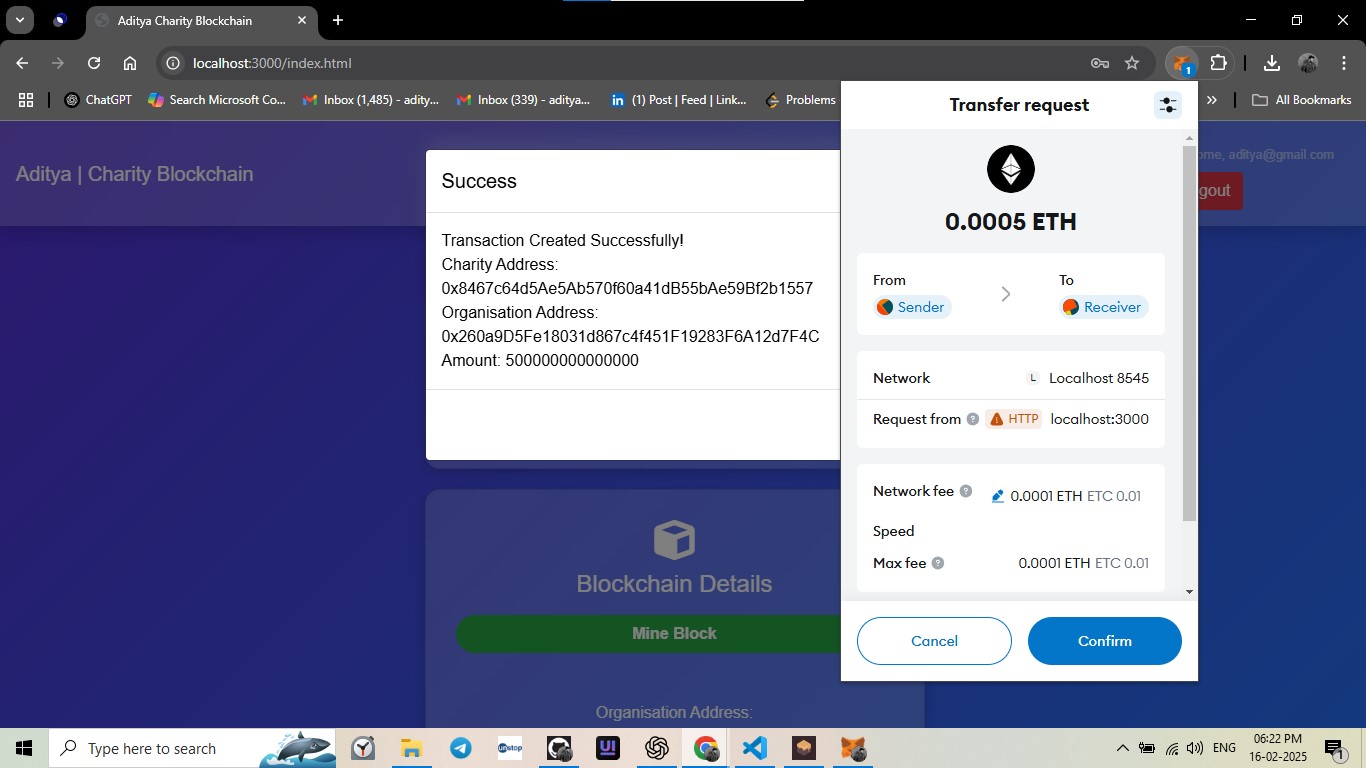 Aditya Charity Blockchain
localhost:3000/index.html
1
ChatGPT
Search Microsoft Co...
Inbox (1,485) - adity...
Inbox (339) - aditya...
(1) Post | Feed | Link...
Problems
»
All Bookmarks
Aditya | Charity Blockchain
ome, aditya@gmail.com
gout
Success
Transaction Created Successfully!
Charity Address:
0x8467c64d5Ae5Ab570f60a41dB55bAe59Bf2b1557
Organisation Address:
0x260a9D5Fe18031d867c4f451F19283F6A12d7F4C
Amount: 500000000000000
Blockchain Details
Mine Block
Organisation Address:
Transfer request
0.0005 ETH
From
To
Sender
Receiver
Network
L Localhost 8545
Request from ? HTTP localhost:3000
Network fee ? 0.0001 ETH ETC 0.01
Speed
Max fee ? 0.0001 ETH ETC 0.01
Cancel
Confirm
Type here to search
unstop
UI
ENG
06:22 PM
16-02-2025
1